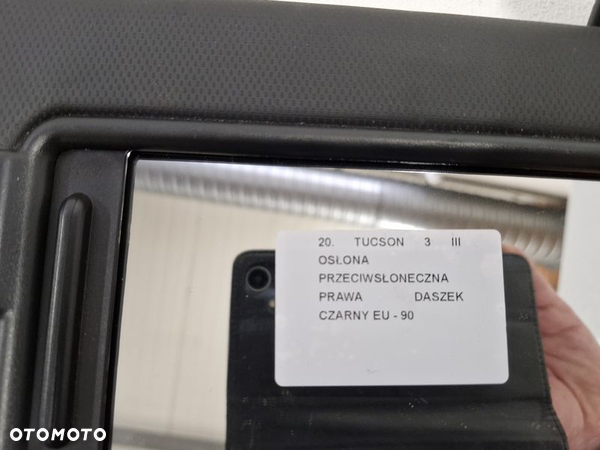 20. TUCSON 3 III
OSŁONA
PRZECIWSŁONECZNA
PRAWA DASZEK
CZARNY EU - 90
OTOMOTO